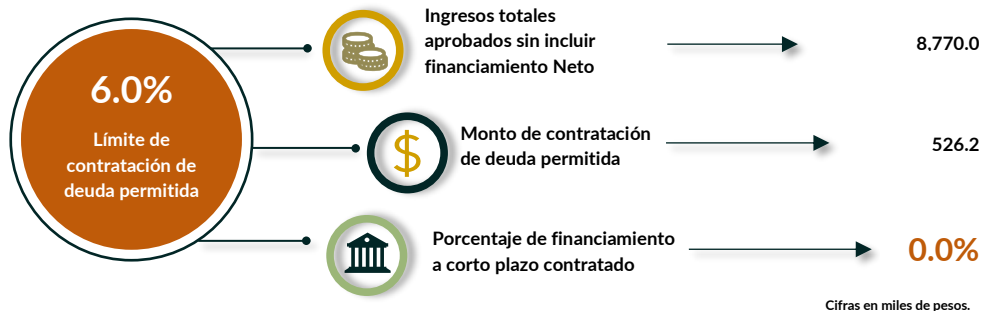 6.0%
Límite de
contratación de
deuda permitida
Ingresos totales
aprobados sin incluir
financiamiento Neto
8,770.0
$
Monto de contratación
de deuda permitida
526.2
Porcentaje de financiamiento
a corto plazo contratado
0.0%
Cifras en miles de pesos.